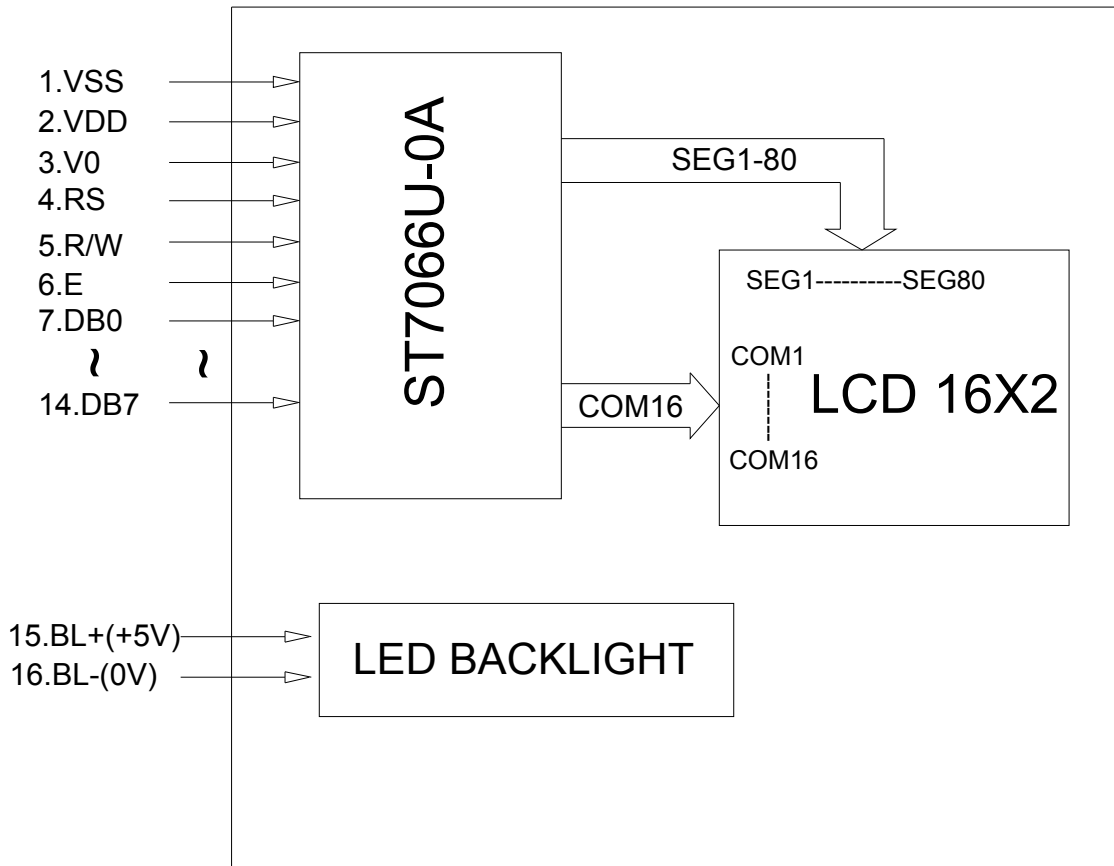 1.VSS
2.VDD
3.V0
4.RS
5.R/W
6.E
7.DB0
~ ~
14.DB7
ST7066U-0A
SEG1-80
COM16
SEG1----------SEG80
COM1
COM16
LCD 16X2
15.BL+(+5V)
16.BL-(0V)
LED BACKLIGHT